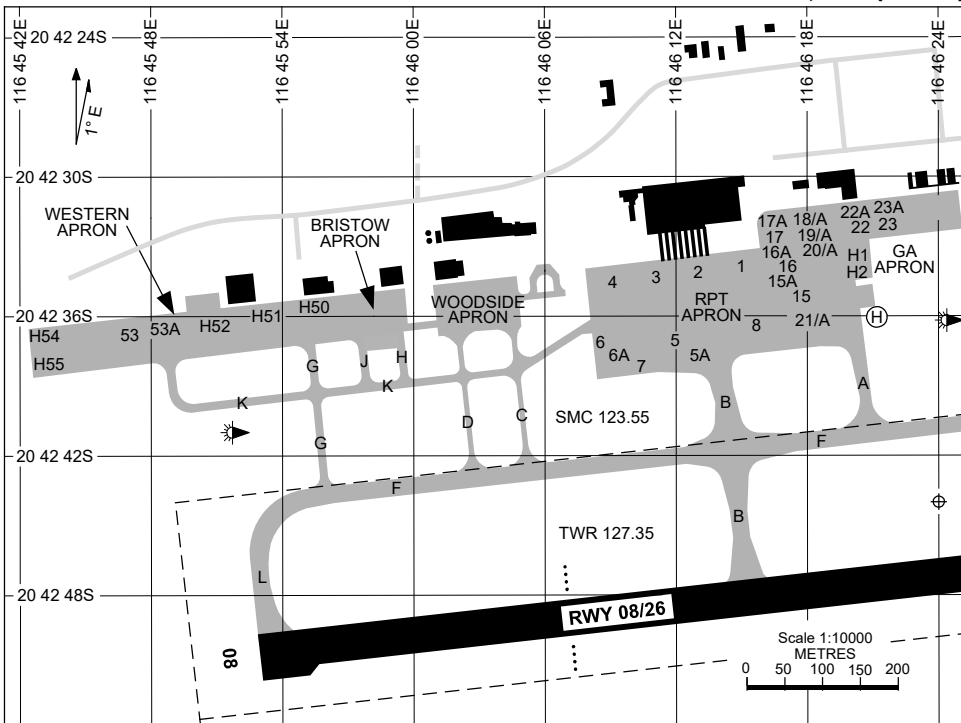 116 45 42E
116 45 48E
116 45 54E
116 46 00E
116 46 06E
116 46 12E
116 46 18E
116 46 24E
20 42 24S
1° E
20 42 30S
WESTERN
APRON
BRISTOW
APRON
WOODSIDE
APRON
RPT
APRON
GA
APRON
17A
18/A
22A
23A
17
19/A
22
23
16A
20/A
H1
4
3
2
1
16
H2
15A
15
20 42 36S
H54
53
53A
H52
H51
H50
8
21/A
H
H55
6
6A
7
5
5A
G
J
H
K
K
B
A
G
D
C
SMC 123.55
F
20 42 42S
F
B
TWR 127.35
L
20 42 48S
RWY 08/26
08
Scale 1:10000
METRES
0 50 100 150 200